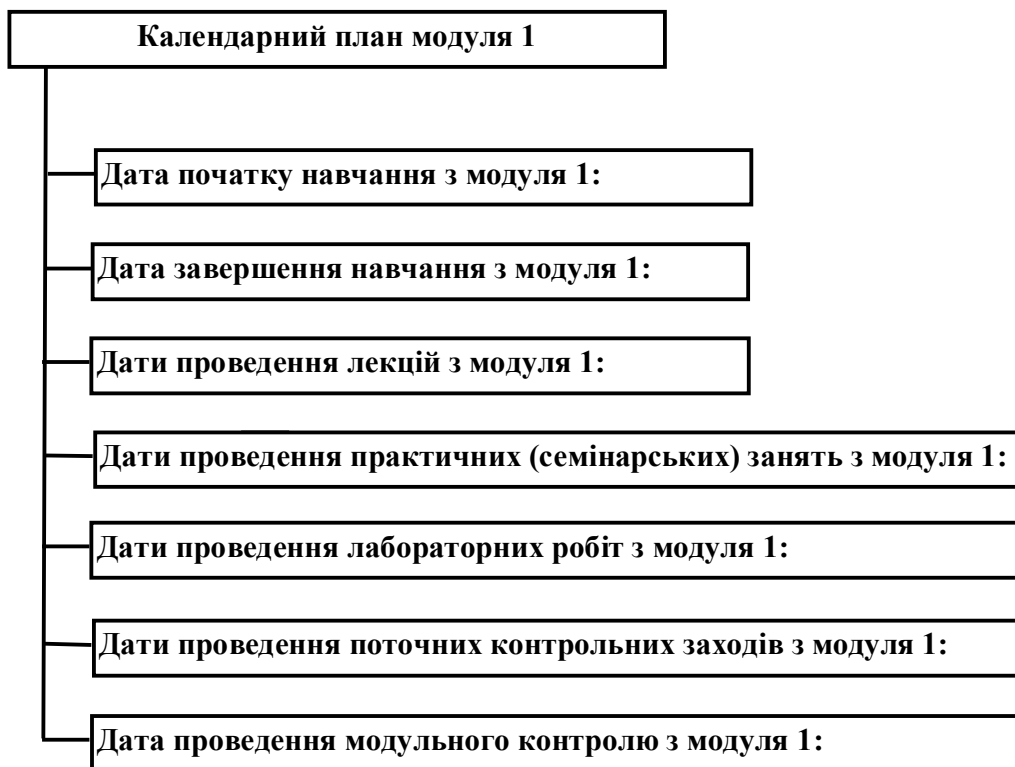 Календарний план модуля 1
Дата початку навчання з модуля 1:
Дата завершення навчання з модуля 1:
Дати проведення лекцій з модуля 1:
Дати проведення практичних (семінарських) занять з модуля 1:
Дати проведення лабораторних робіт з модуля 1:
Дати проведення поточних контрольних заходів з модуля 1:
Дата проведення модульного контролю з модуля 1: